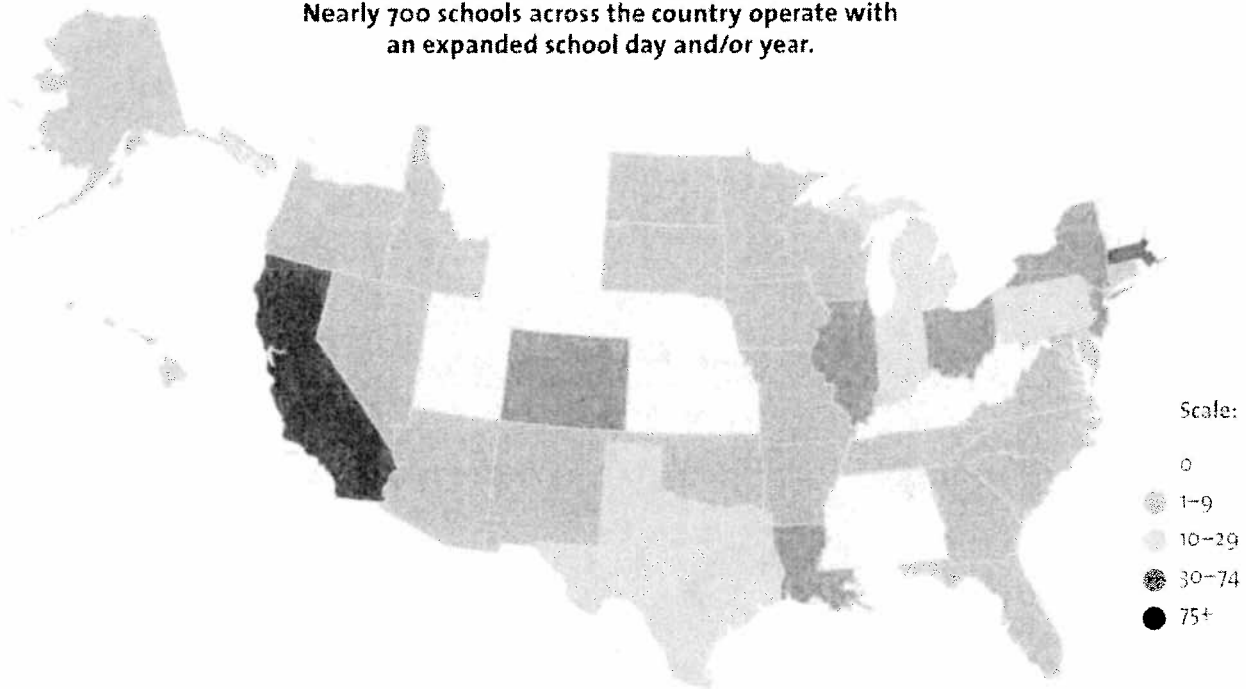 Nearly 700 schools across the country operate with
an expanded school day and/or year.
Scale:
0
1–9
10–29
30–74
75+